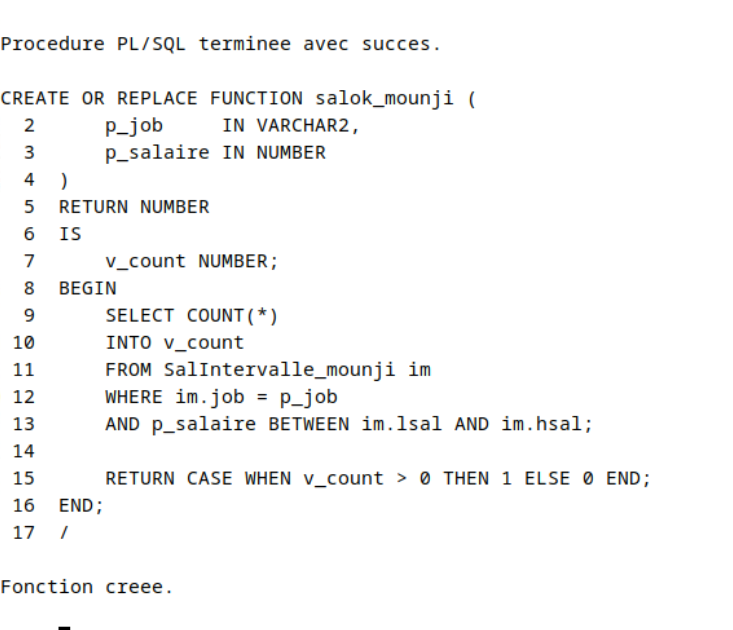 Procedure PL/SQL terminee avec succes.
CREATE OR REPLACE FUNCTION salok_mounji (
  2      p_job     IN VARCHAR2,
  3      p_salaire IN NUMBER
  4  )
  5  RETURN NUMBER
  6  IS
  7      v_count NUMBER;
  8  BEGIN
  9      SELECT COUNT(*)
 10      INTO v_count
 11      FROM SalIntervalle_mounji im
 12      WHERE im.job = p_job
 13      AND p_salaire BETWEEN im.lsal AND im.hsal;
 14
 15      RETURN CASE WHEN v_count > 0 THEN 1 ELSE 0 END;
 16  END;
 17  /
Fonction creee.